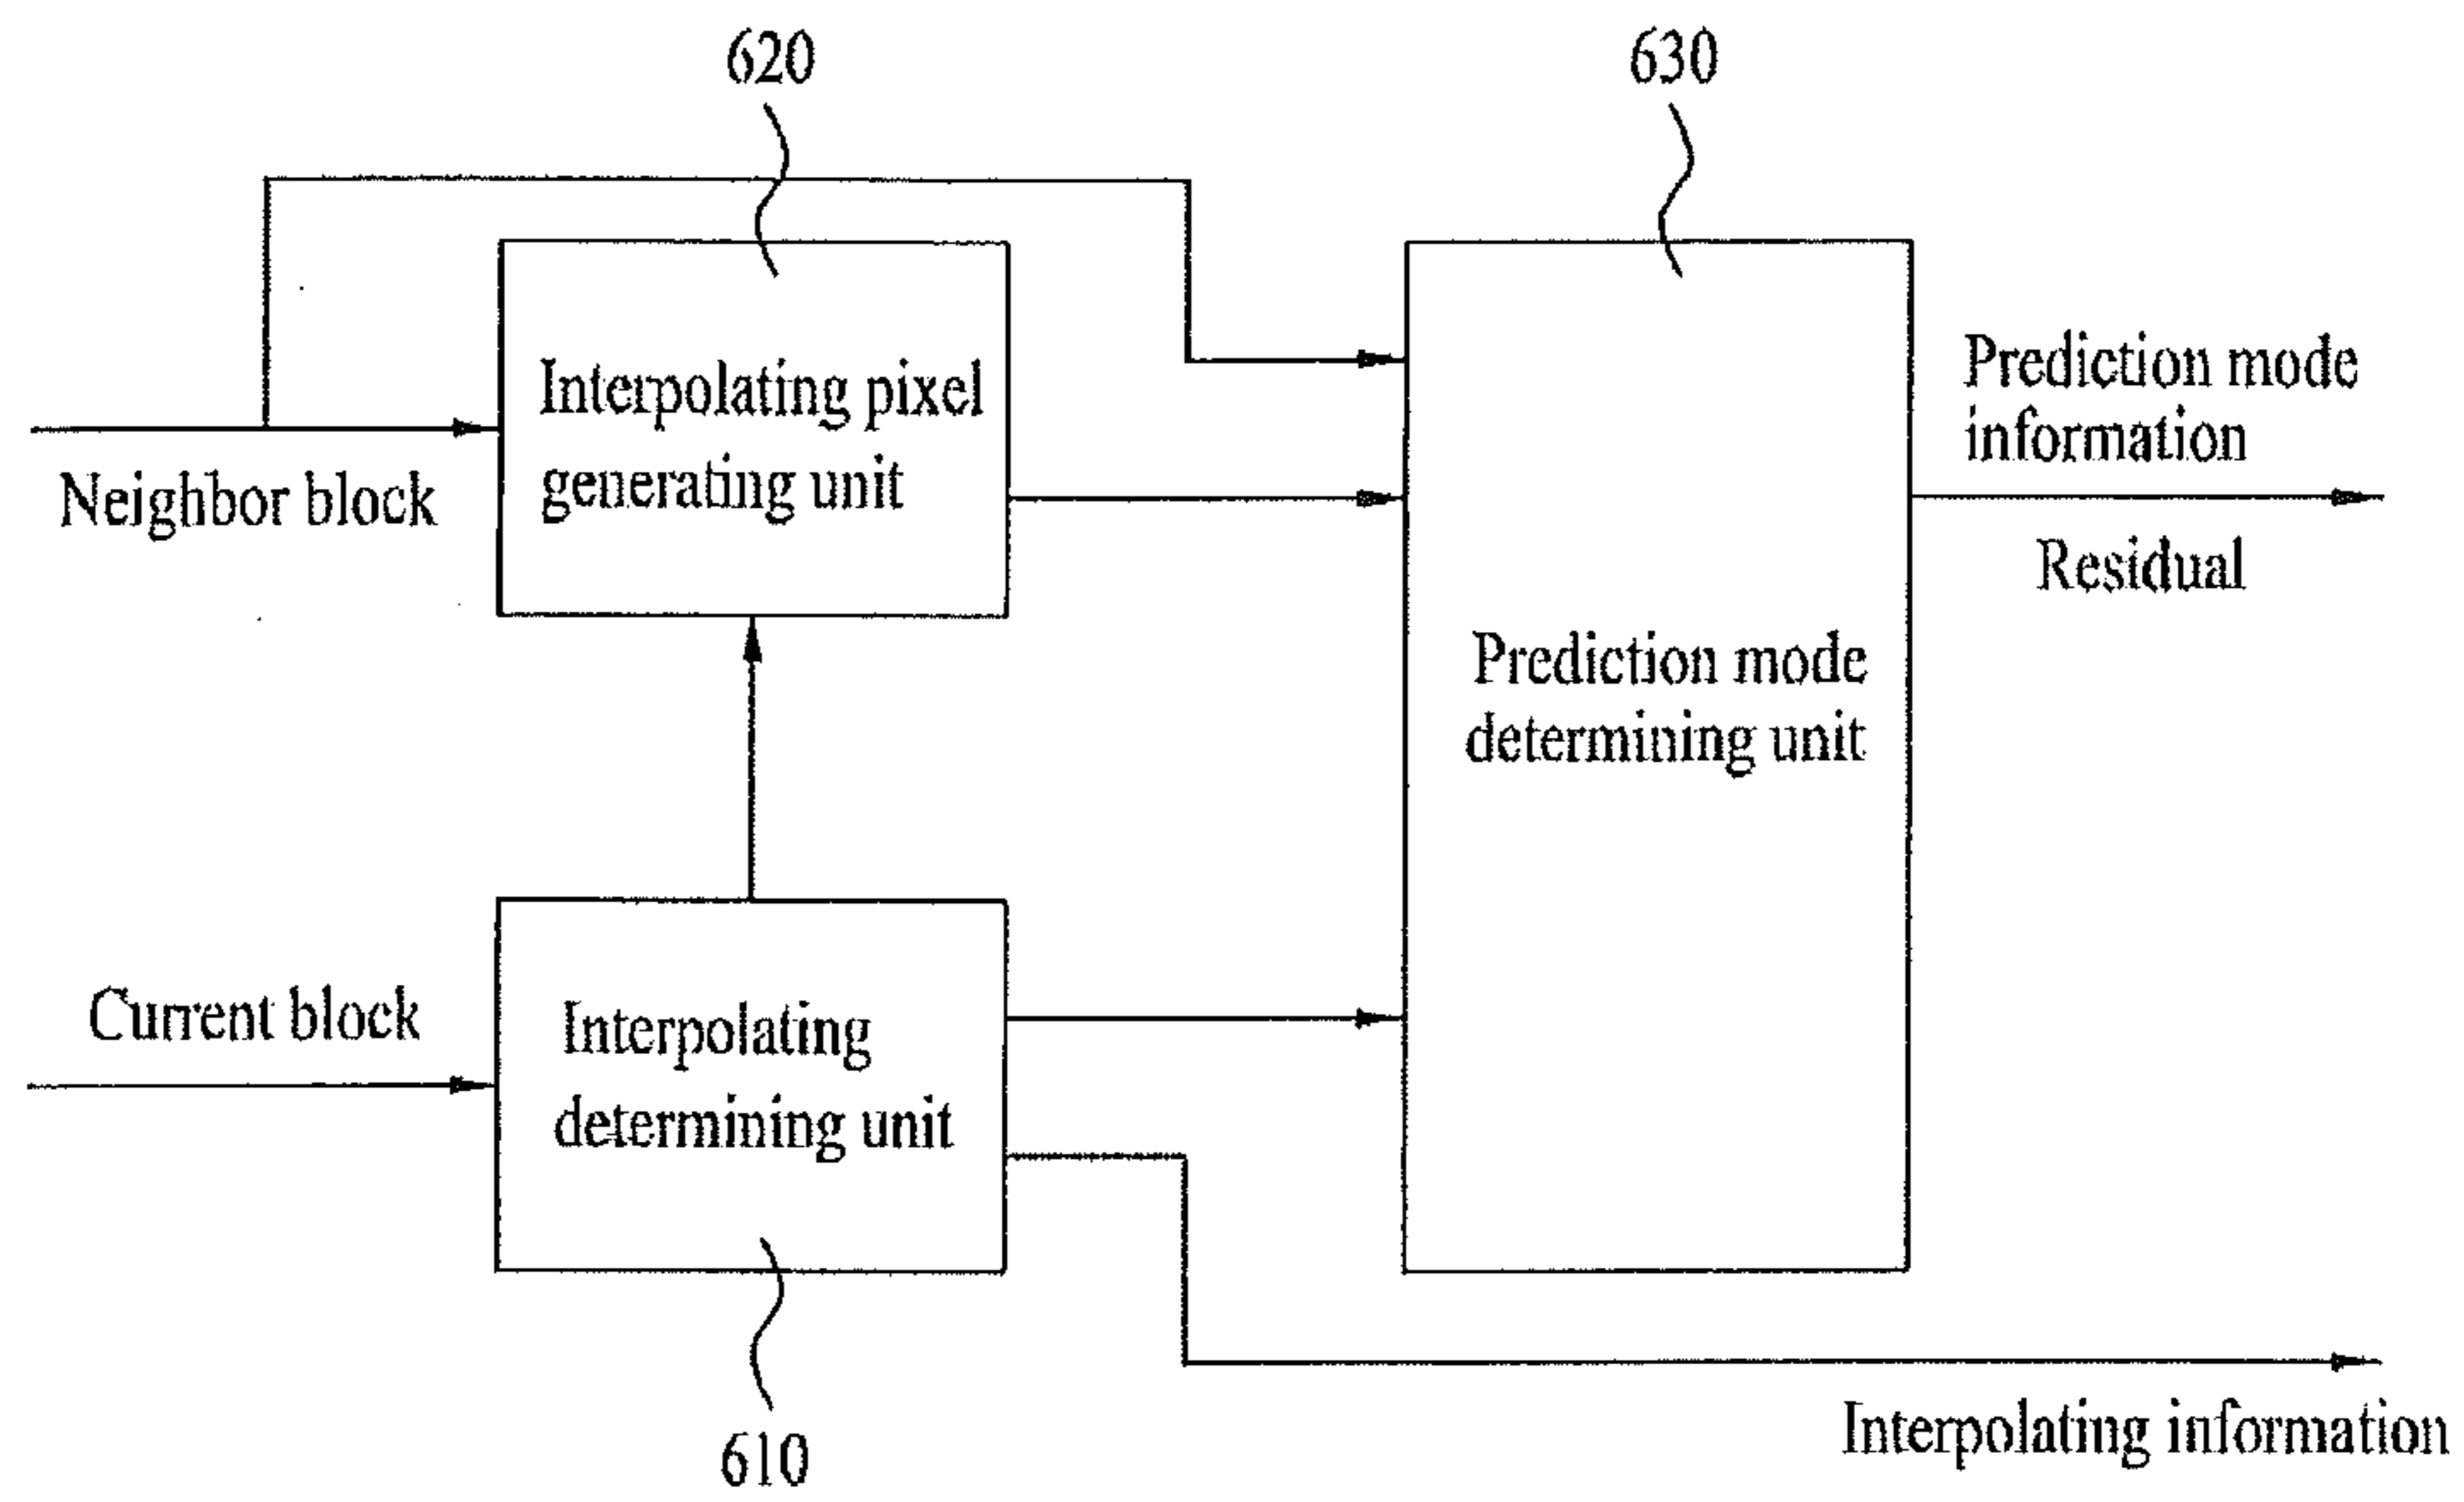 620
630
Interpolating pixel
generating unit
Neighbor block
Prediction mode
information
Residual
Prediction mode
determining unit
Current block
Interpolating
determining unit
610
Interpolating information